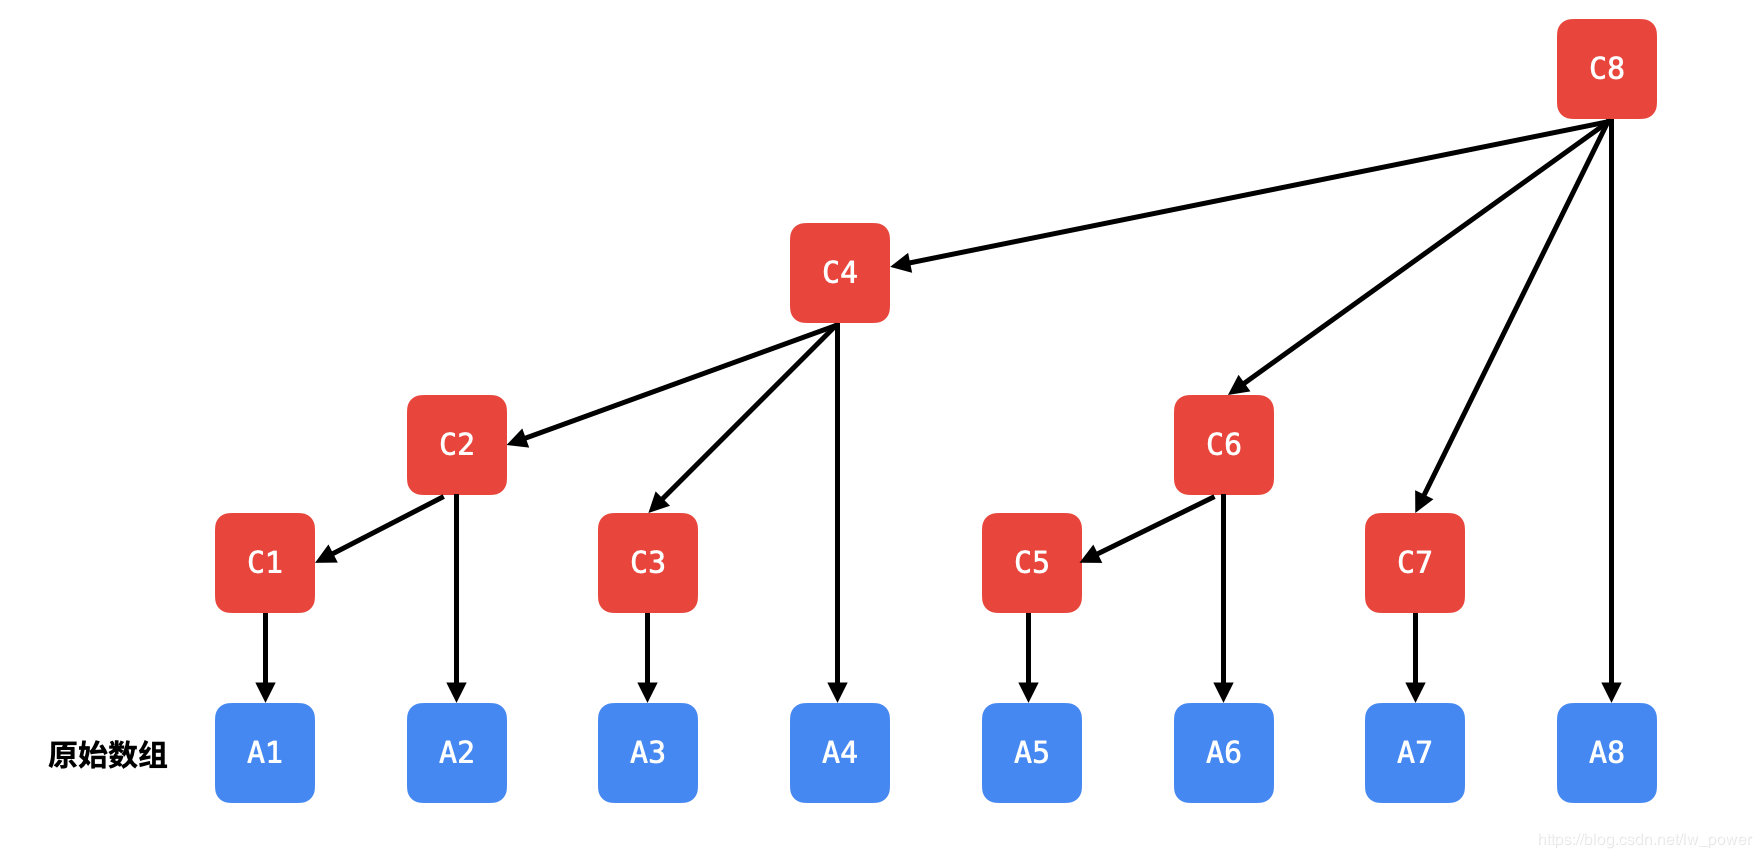 C8
C4
C2
C6
C1
C3
C5
C7
原始数组
A1
A2
A3
A4
A5
A6
A7
A8
https://blog.csdn.net/lw_power